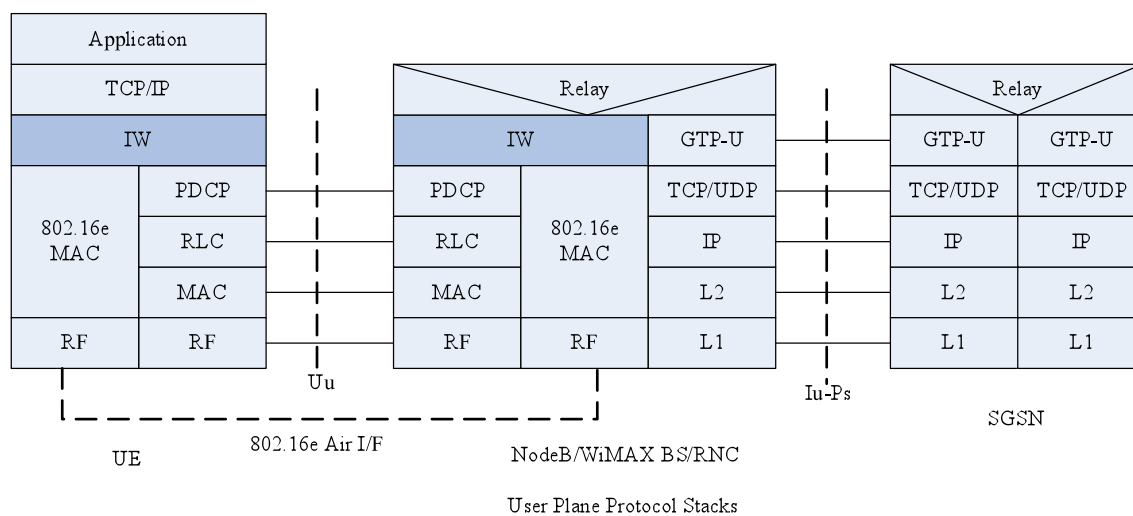 Application
TCP/IP
Relay
Relay
IW
IW
GTP-U
GTP-U
GTP-U
802.16e
MAC
PDCP
PDCP
802.16e
MAC
TCP/UDP
TCP/UDP
TCP/UDP
RLC
RLC
IP
IP
IP
MAC
MAC
L2
L2
L2
RF
RF
RF
RF
L1
L1
L1
Uu
Iu-Ps
802.16e Air I/F
UE
NodeB/WiMAX BS/RNC
SGSN
User Plane Protocol Stacks